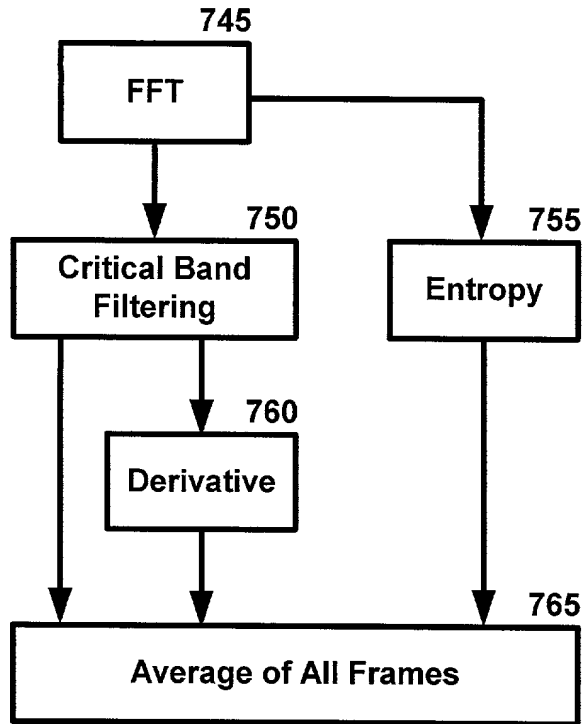 745
FFT
750
Critical Band
Filtering
755
Entropy
760
Derivative
765
Average of All Frames